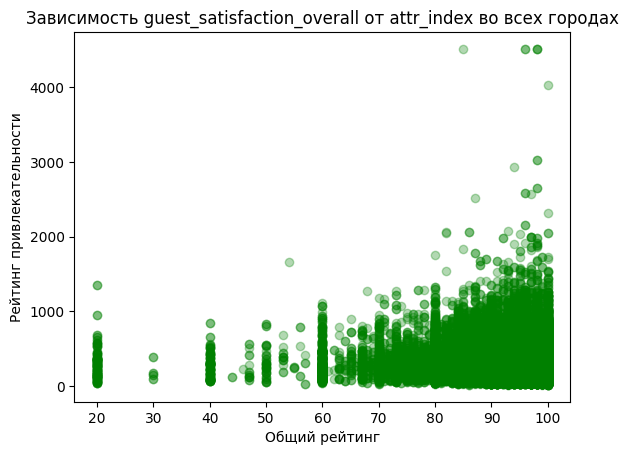 Зависимость guest_satisfaction_overall от attr_index во всех городах
Рейтинг привлекательности
4000
3000
2000
1000
0
20 30 40 50 60 70 80 90 100
Общий рейтинг